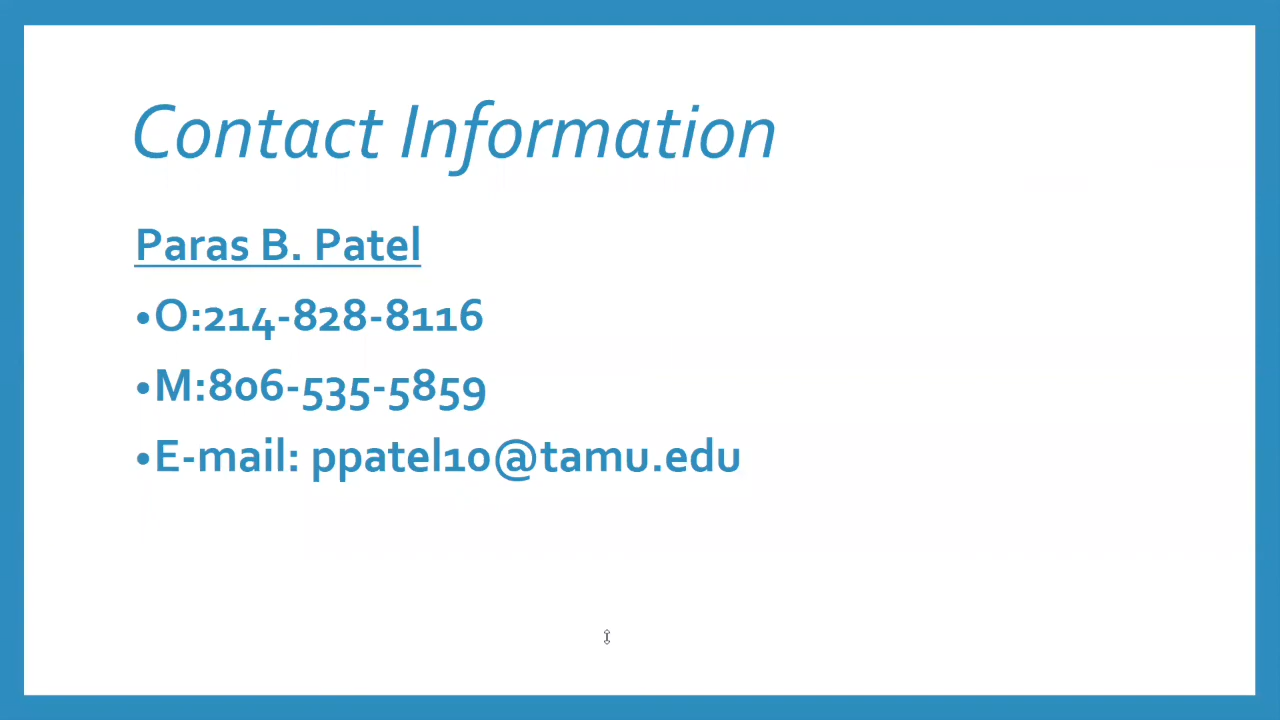 Contact Information
Paras B. Patel
•O:214-828-8116
•M:806-535-5859
•E-mail: ppatel10@tamu.edu